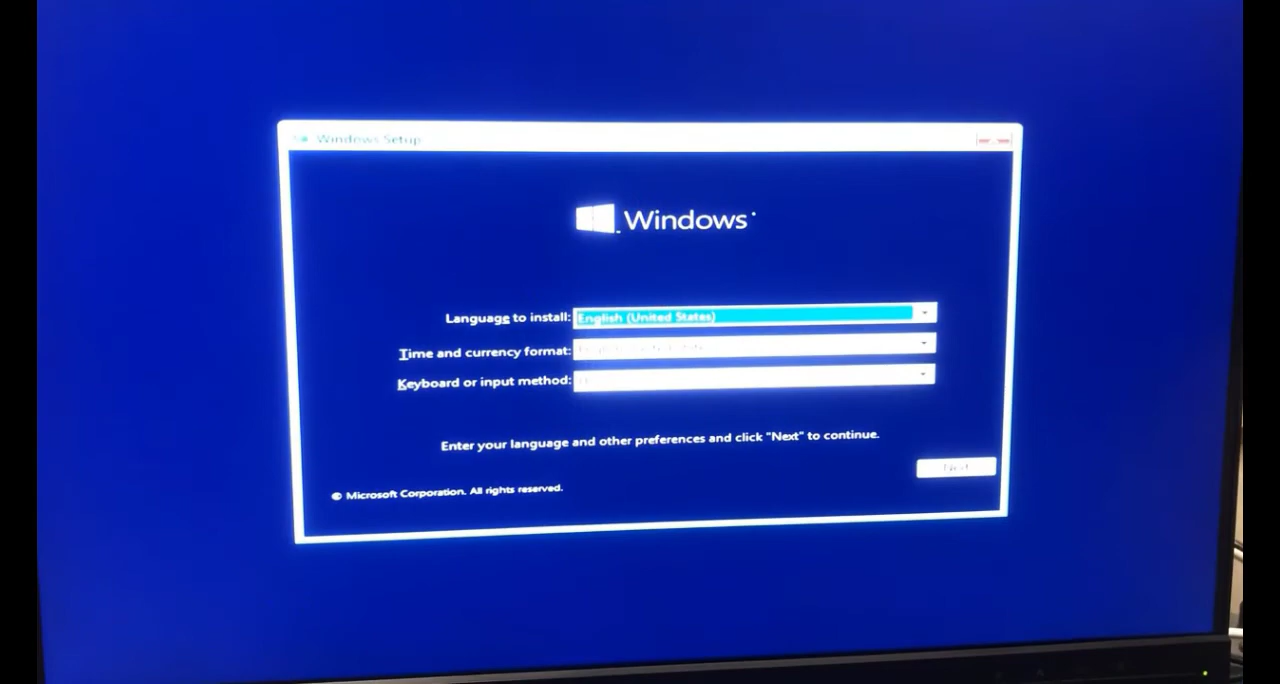 Windows Setup
Windows
Language to install: English (United States)
Time and currency format:
Keyboard or input method:
Enter your language and other preferences and click "Next" to continue.
Next
© Microsoft Corporation. All rights reserved.